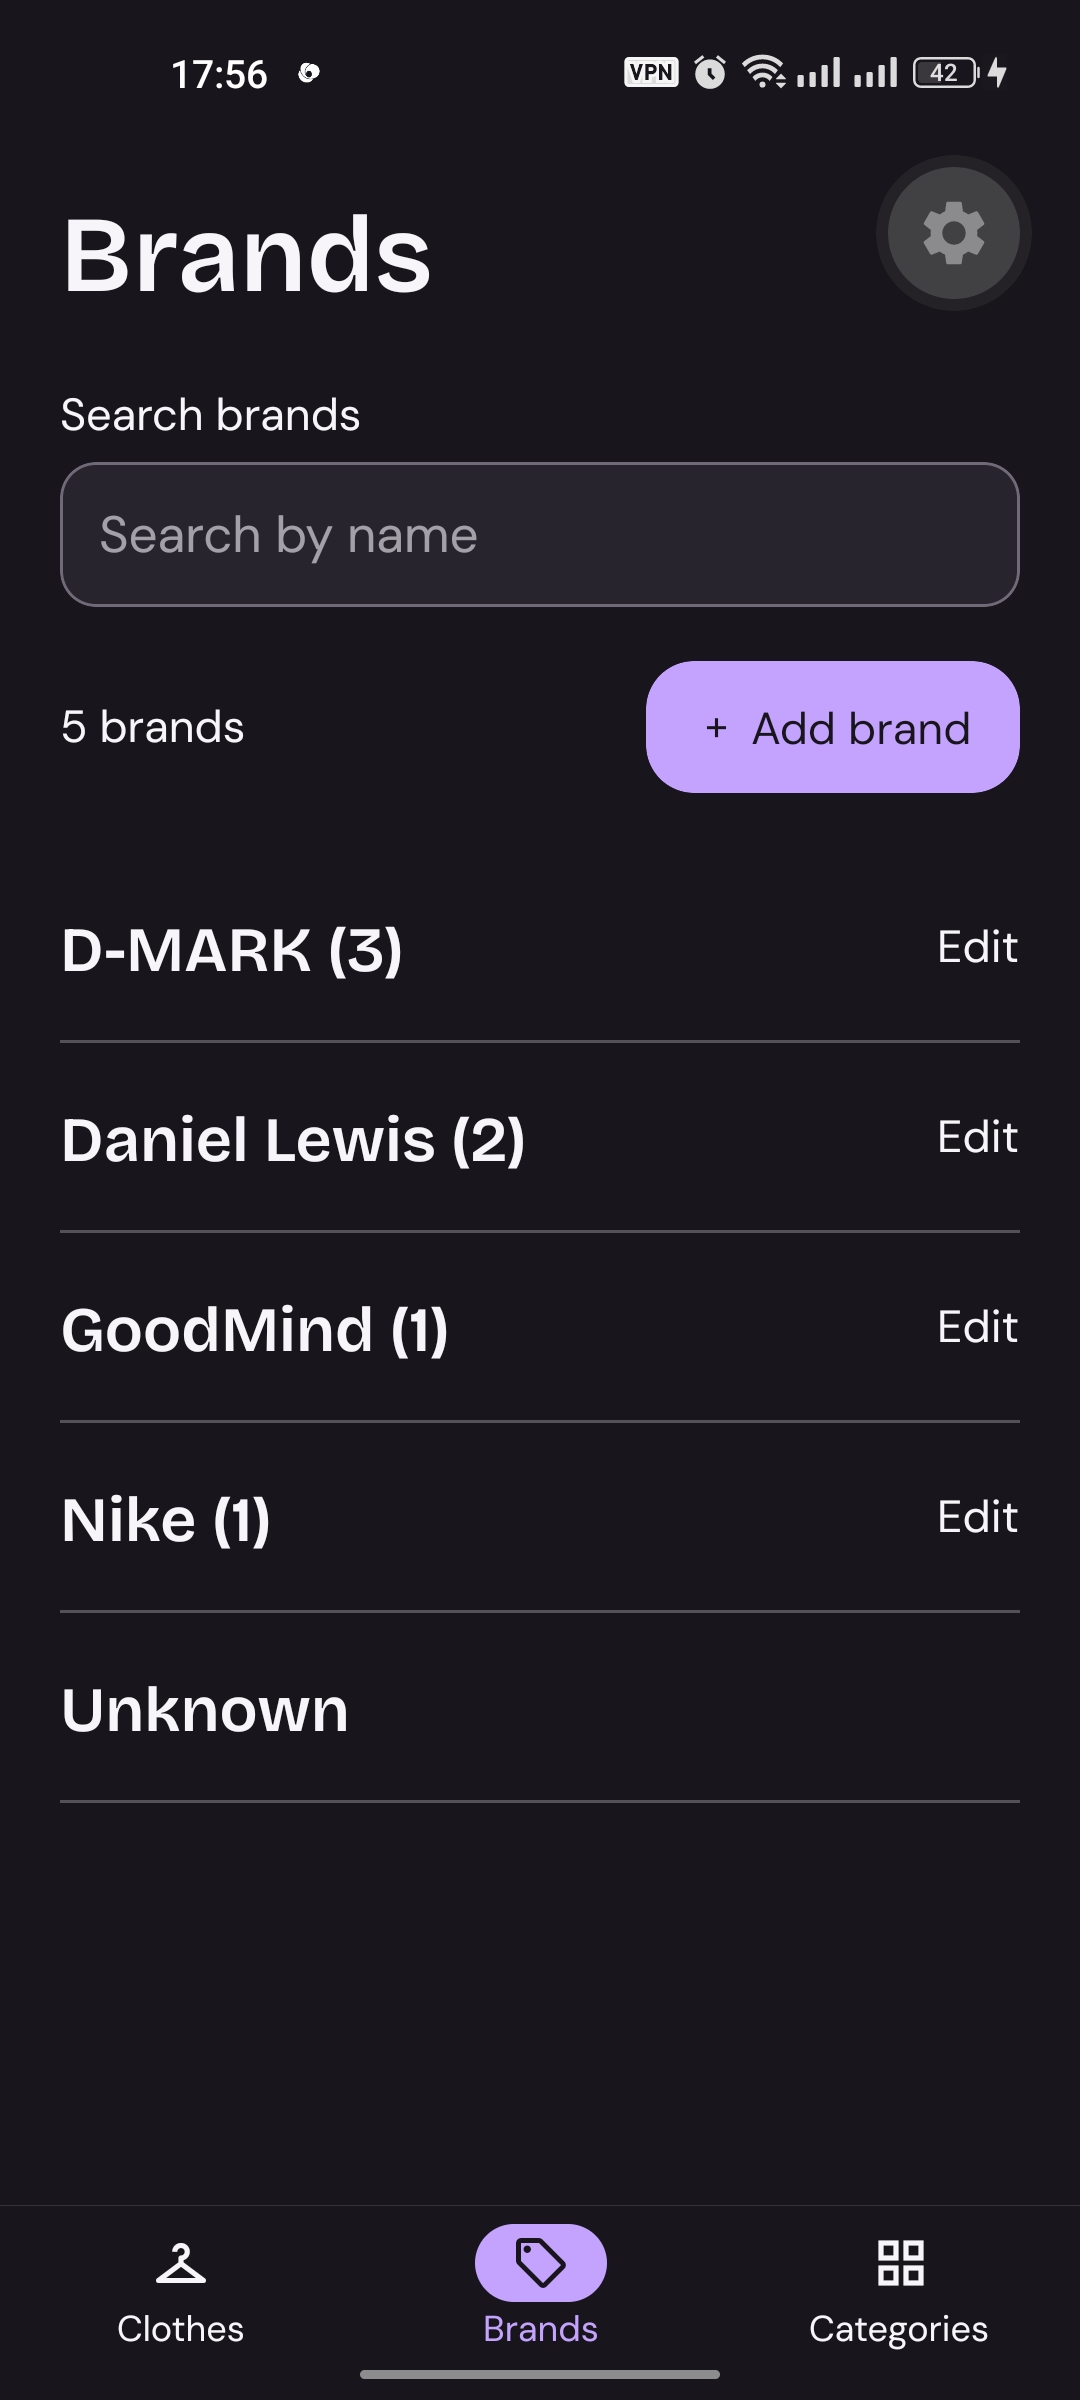 17:56
VPN
42
Brands
Search brands
Search by name
5 brands
+ Add brand
D-MARK (3)
Edit
Daniel Lewis (2)
Edit
GoodMind (1)
Edit
Nike (1)
Edit
Unknown
Clothes
Brands
Categories